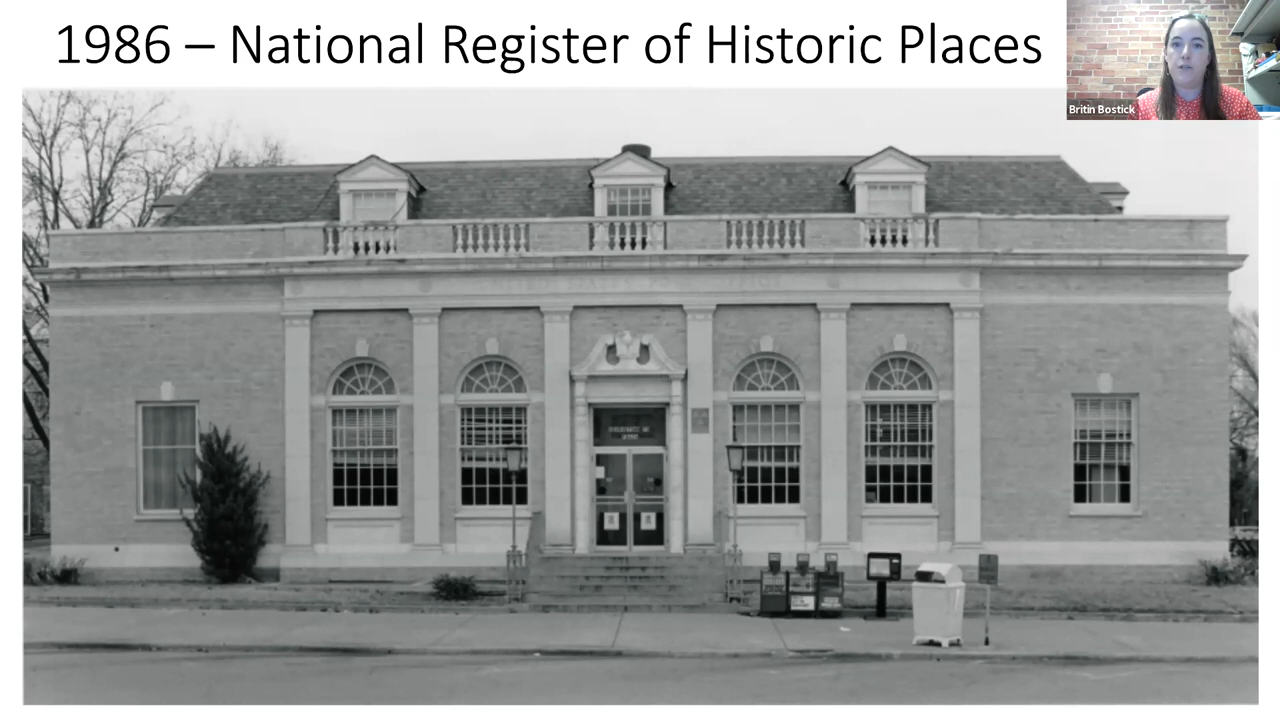 1986 – National Register of Historic Places
Britin Bostick